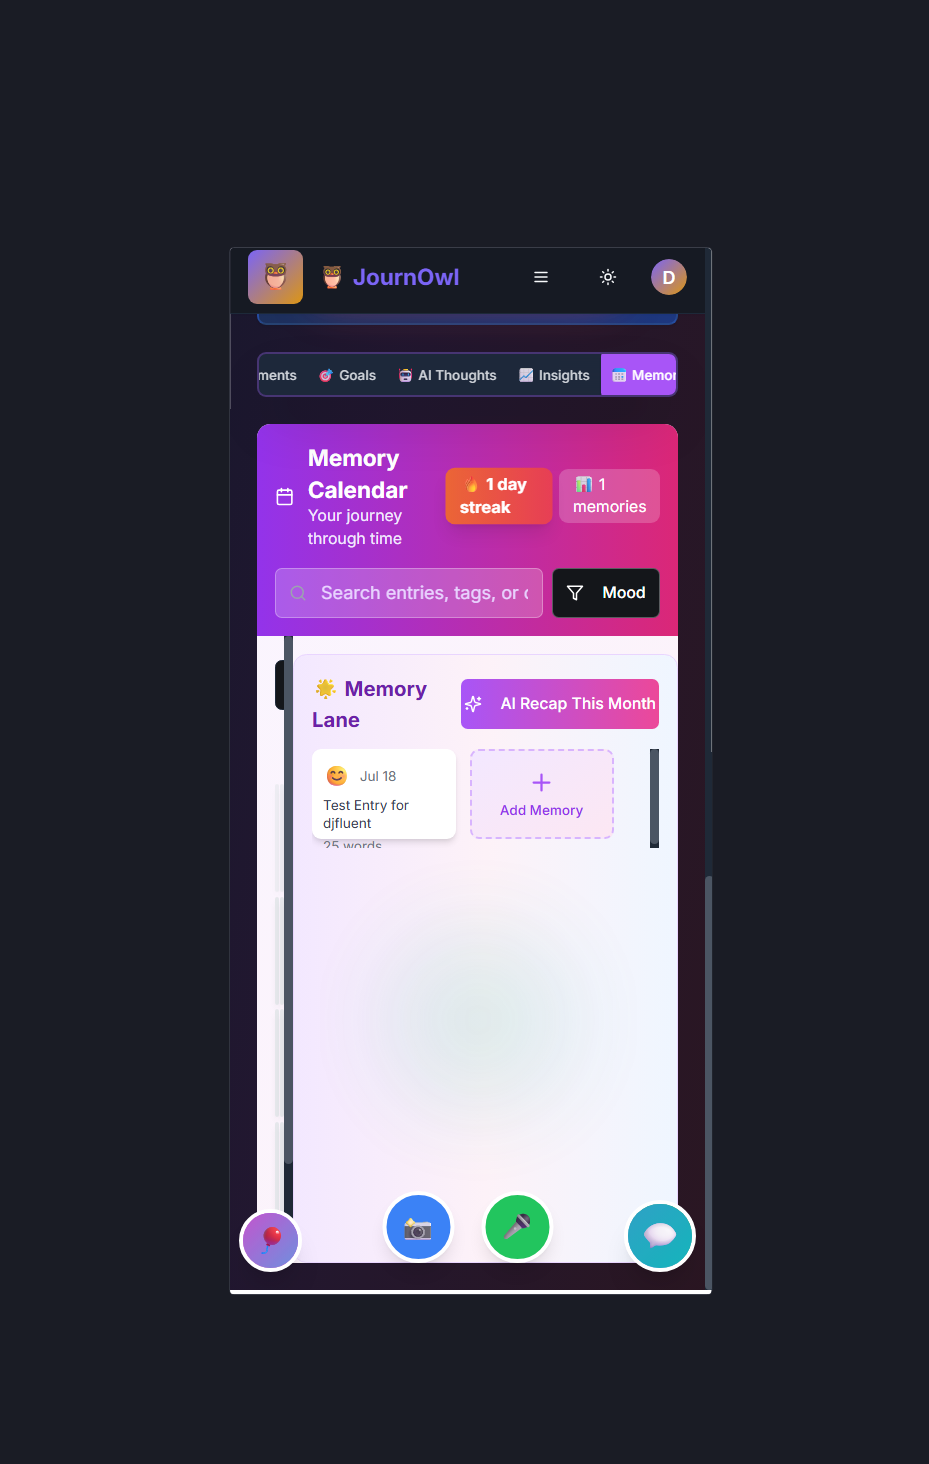 JournOwl
D
ments
Goals
AI Thoughts
Insights
Memor
Memory
Calendar
Your journey
through time
1 day
streak
1
memories
Search entries, tags, or
Mood
Memory
Lane
AI Recap This Month
Jul 18
Test Entry for
djfluent
25 words
Add Memory